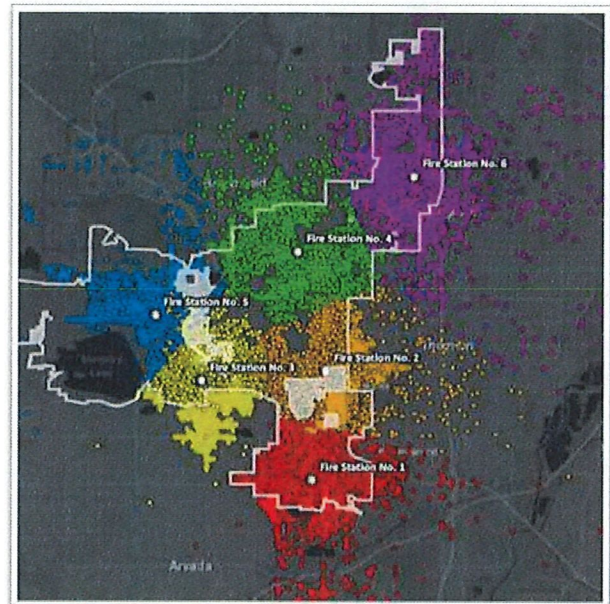 Fire Station No. 6
Fire Station No. 4
Fire Station No. 5
Fire Station No. 3
Fire Station No. 2
Fire Station No. 1
Arvada